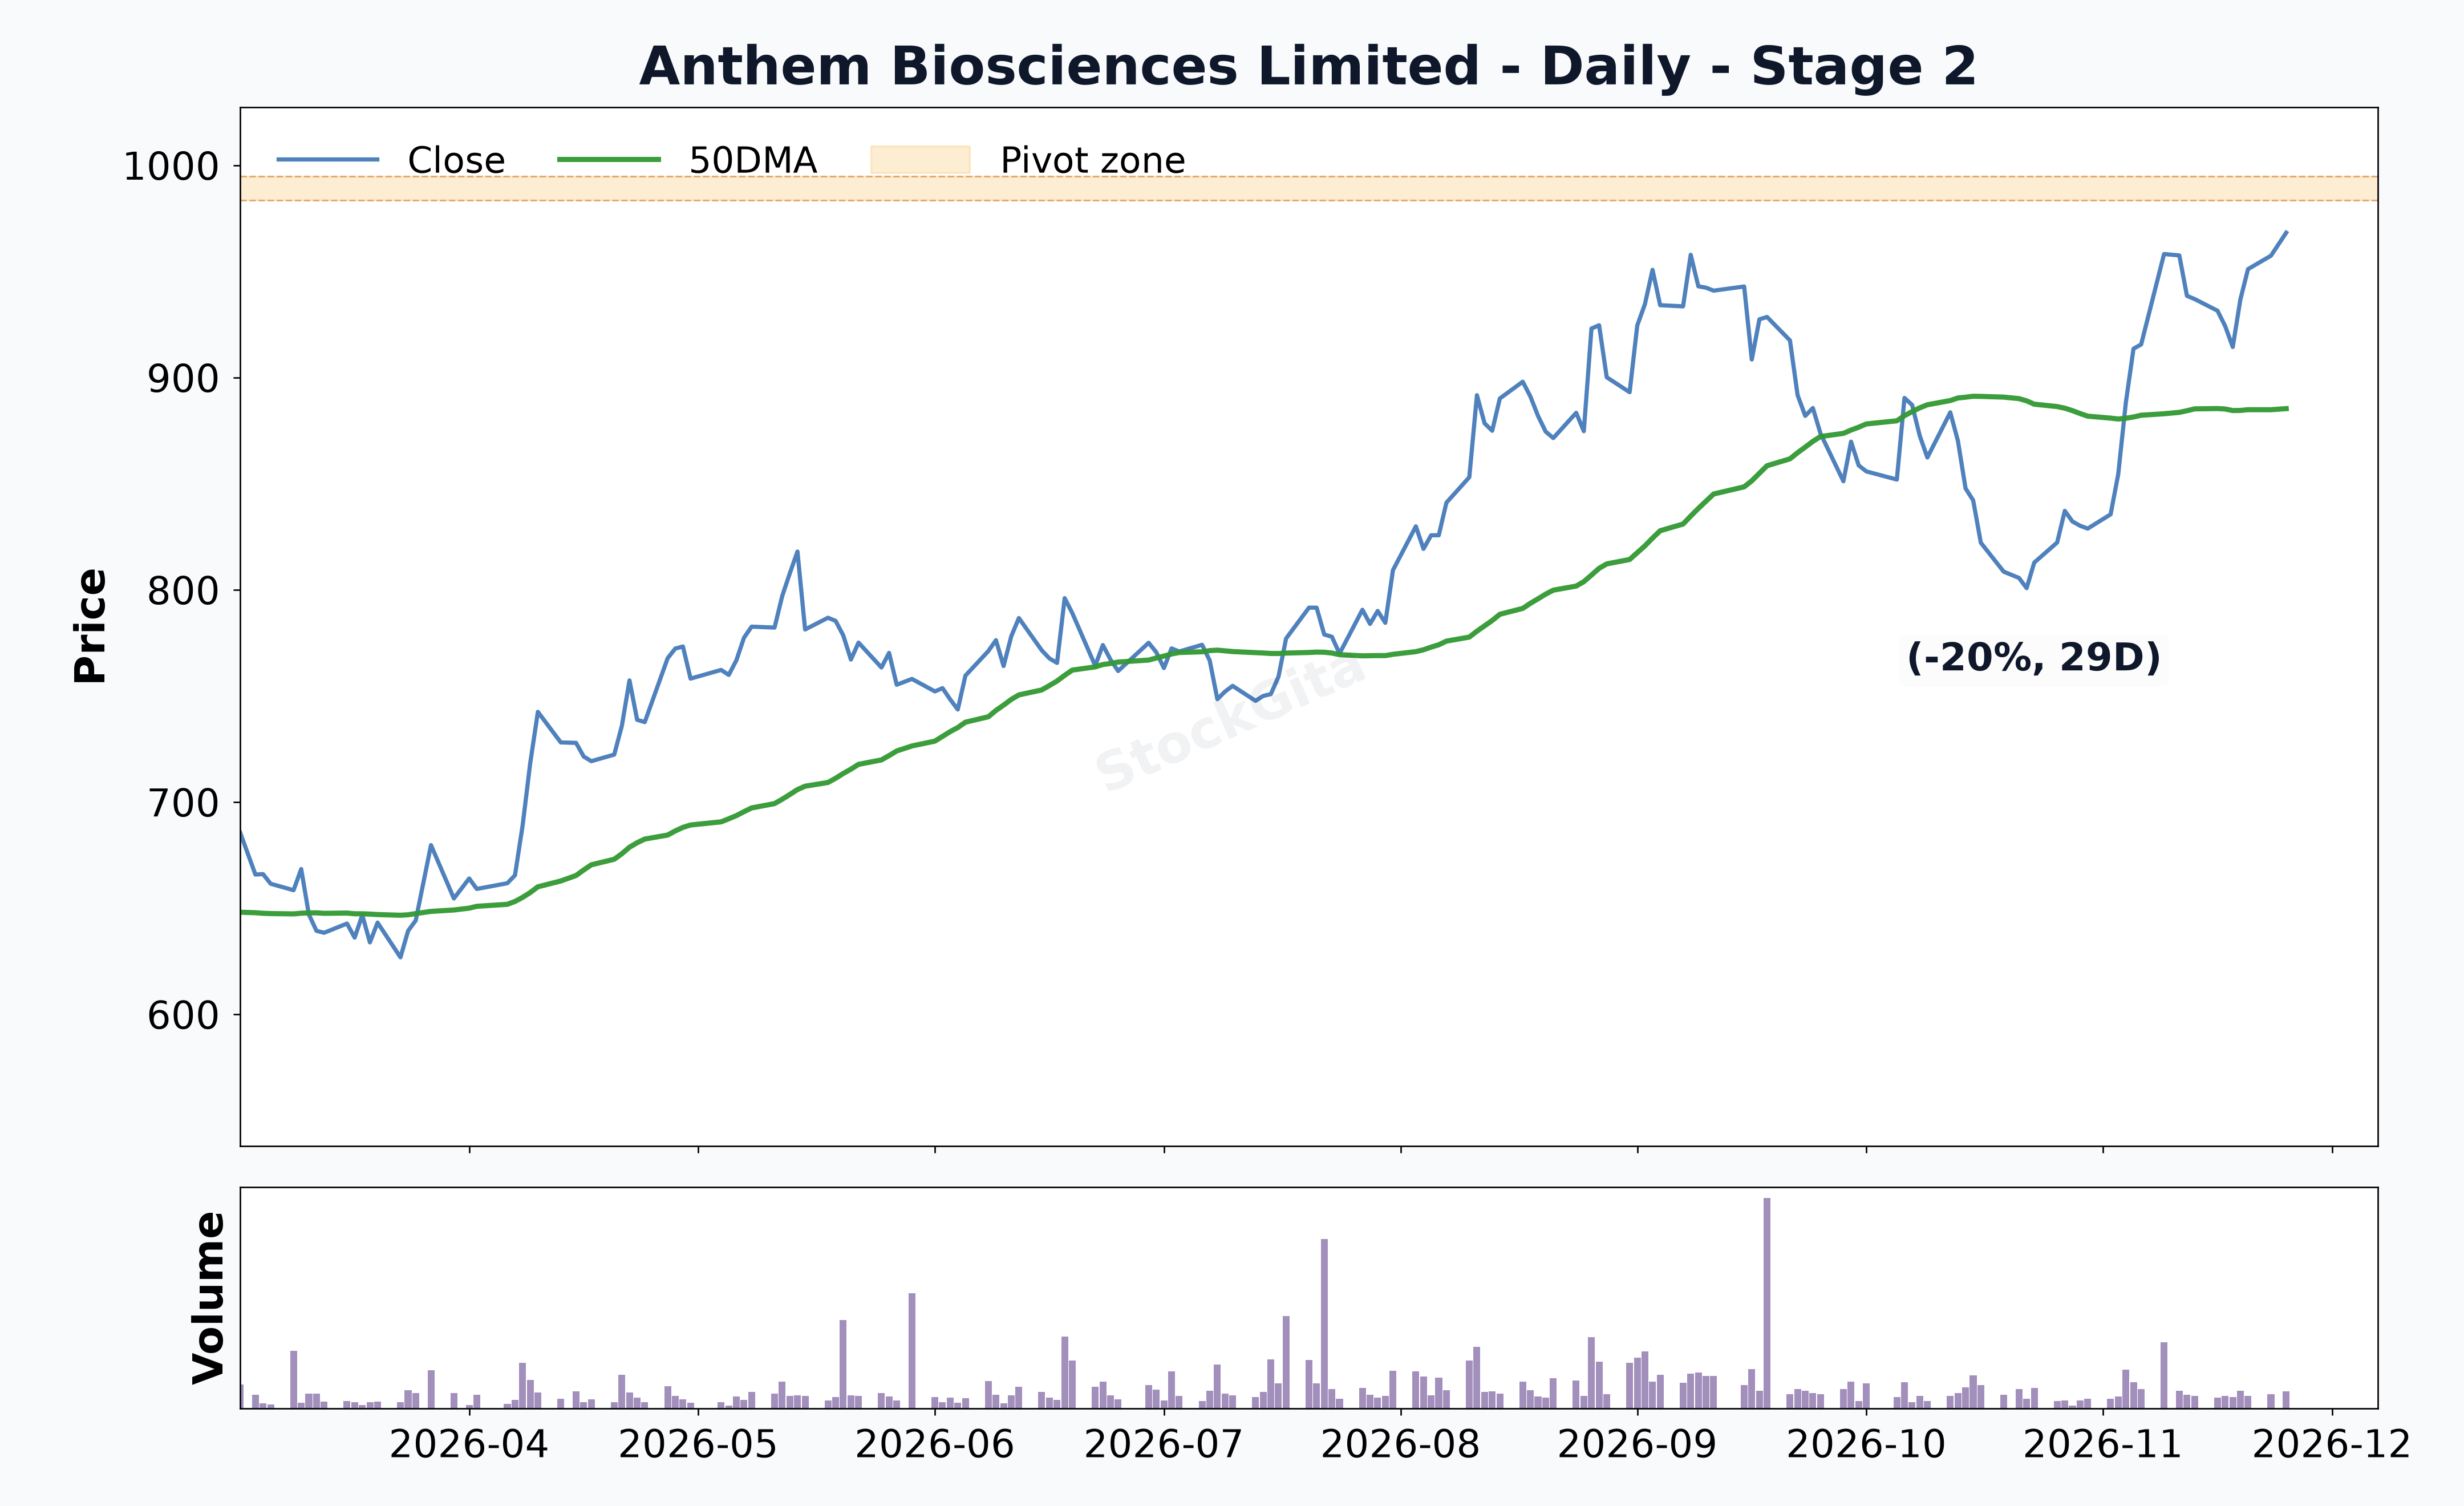 Anthem Biosciences Limited - Daily - Stage 2
Close
50DMA
Pivot zone
1000
900
800
700
600
Price
(-20%, 29D)
StockGita
Volume
2026-04
2026-05
2026-06
2026-07
2026-08
2026-09
2026-10
2026-11
2026-12